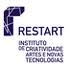 RESTART
INSTITUTO
DE CRIATIVIDADE
ARTES E NOVAS
TECNOLOGIAS